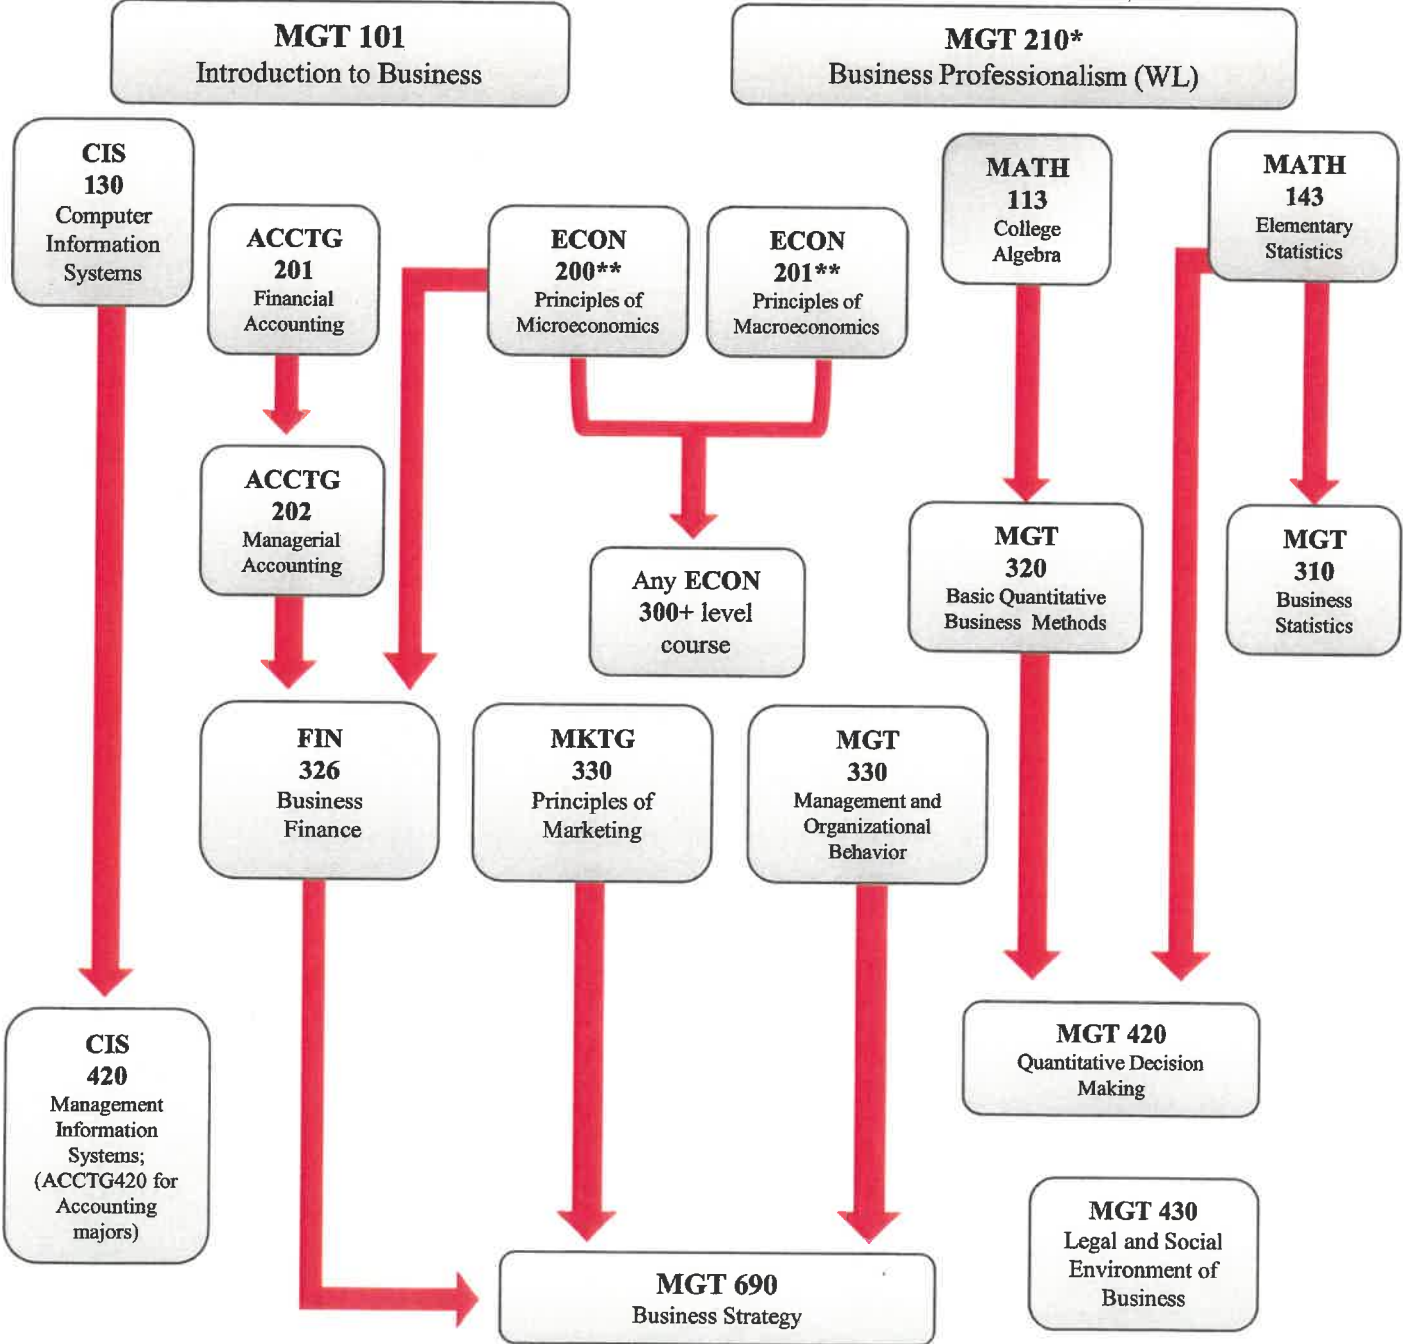 MGT 101
Introduction to Business
MGT 210*
Business Professionalism (WL)
CIS
130
Computer
Information
Systems
ACCTG
201
Financial
Accounting
ECON
200**
Principles of
Microeconomics
ECON
201**
Principles of
Macroeconomics
MATH
113
College
Algebra
MATH
143
Elementary
Statistics
ACCTG
202
Managerial
Accounting
Any ECON
300+ level
course
MGT
320
Basic Quantitative
Business Methods
MGT
310
Business
Statistics
FIN
326
Business
Finance
MKTG
330
Principles of
Marketing
MGT
330
Management and
Organizational
Behavior
CIS
420
Management
Information
Systems;
(ACCTG420 for
Accounting
majors)
MGT 420
Quantitative Decision
Making
MGT 430
Legal and Social
Environment of
Business
MGT 690
Business Strategy